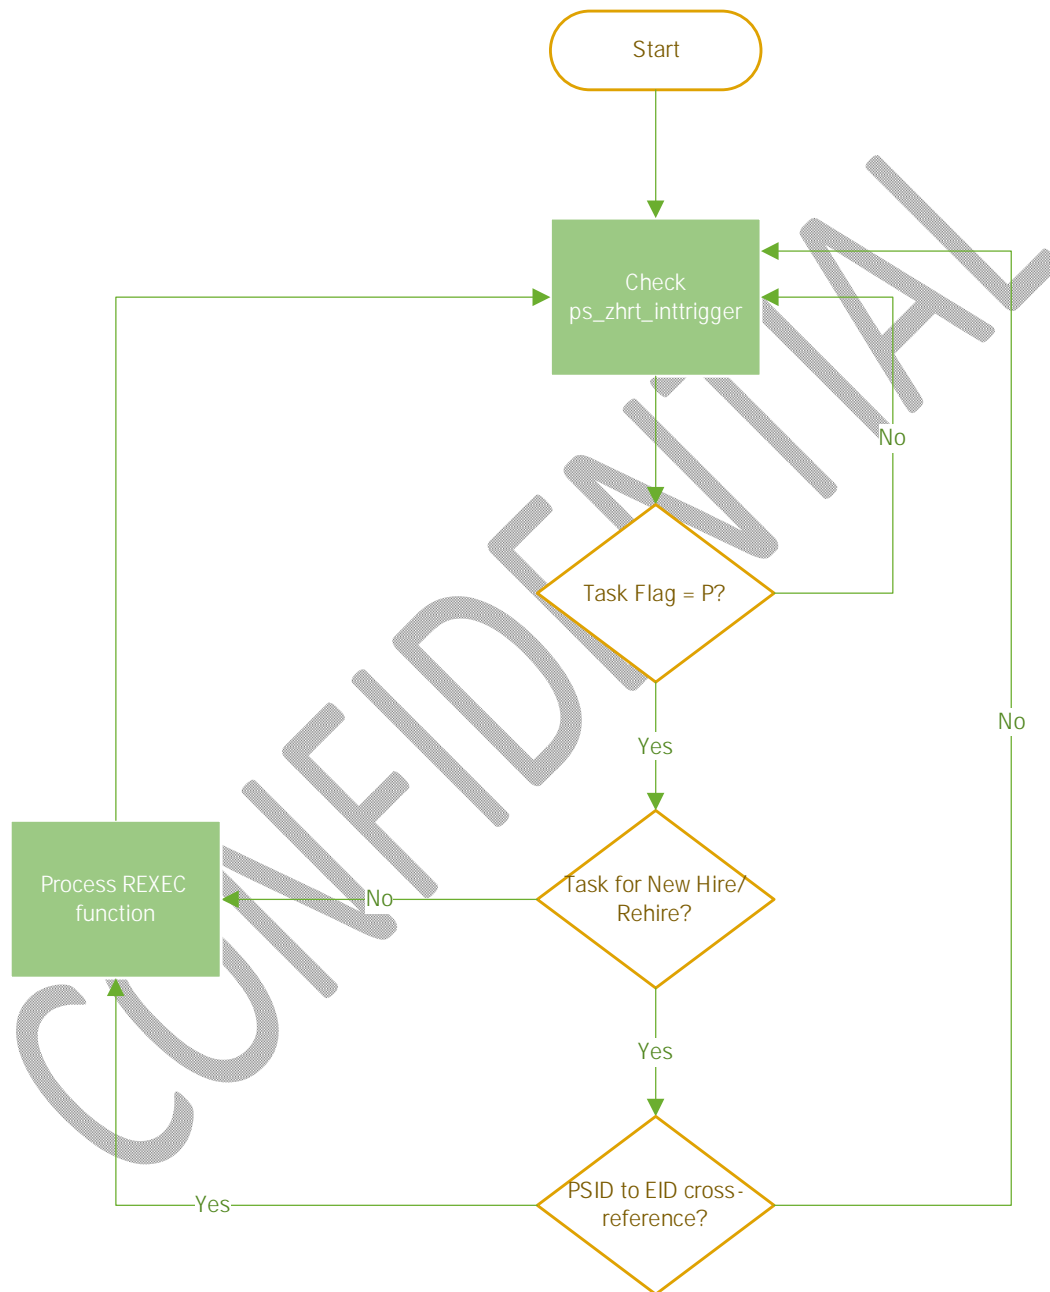 Start
Check
ps_zhrt_inttrigger
No
Task Flag = P?
No
Yes
Process REXEC
function
No
Task for New Hire/
Rehire?
Yes
Yes
PSID to EID cross-
reference?
CONFIDENTIAL